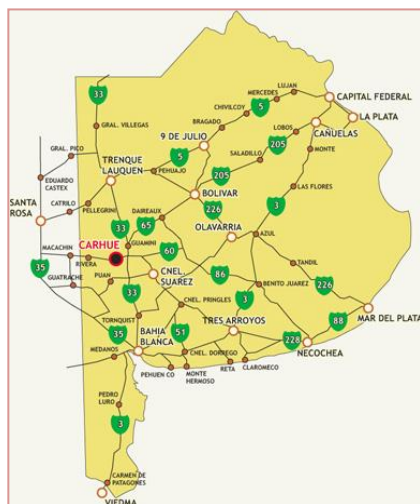 33
LUJAN
MERCEDES
CAPITAL FEDERAL
CHIVILCOY
5
BRAGADO
LA PLATA
GRAL. VILLEGAS
LOBOS
CAÑUELAS
9 DE JULIO
205
SALADILLO
MONTE
GRAL. PICO
TRENQUE
LAUQUEN
5
PEHUAJO
205
EDUARDO
CASTEX
BOLIVAR
LAS FLORES
SANTA
ROSA
CATRILO
PELLEGRINI
DAIREAUX
226
3
33
65
OLAVARRIA
AZUL
CARHUE
GUAMINI
60
MACACHIN
RIVERA
35
GUATRACHE
PUAN
CNEL.
SUAREZ
86
TANDIL
33
BENITO JUAREZ
226
CNEL. PRINGLES
3
MAR DEL PLATA
TORNQUIST
35
51
TRES ARROYOS
88
BAHIA
BLANCA
228
NECOCHEA
MEDANOS
CNEL. DORREGO
PEHUEN CO
MONTE
HERMOSO
RETA
CLAROMECO
PEDRO
LURO
3
CARMEN DE
PATAGONES
VIEDMA